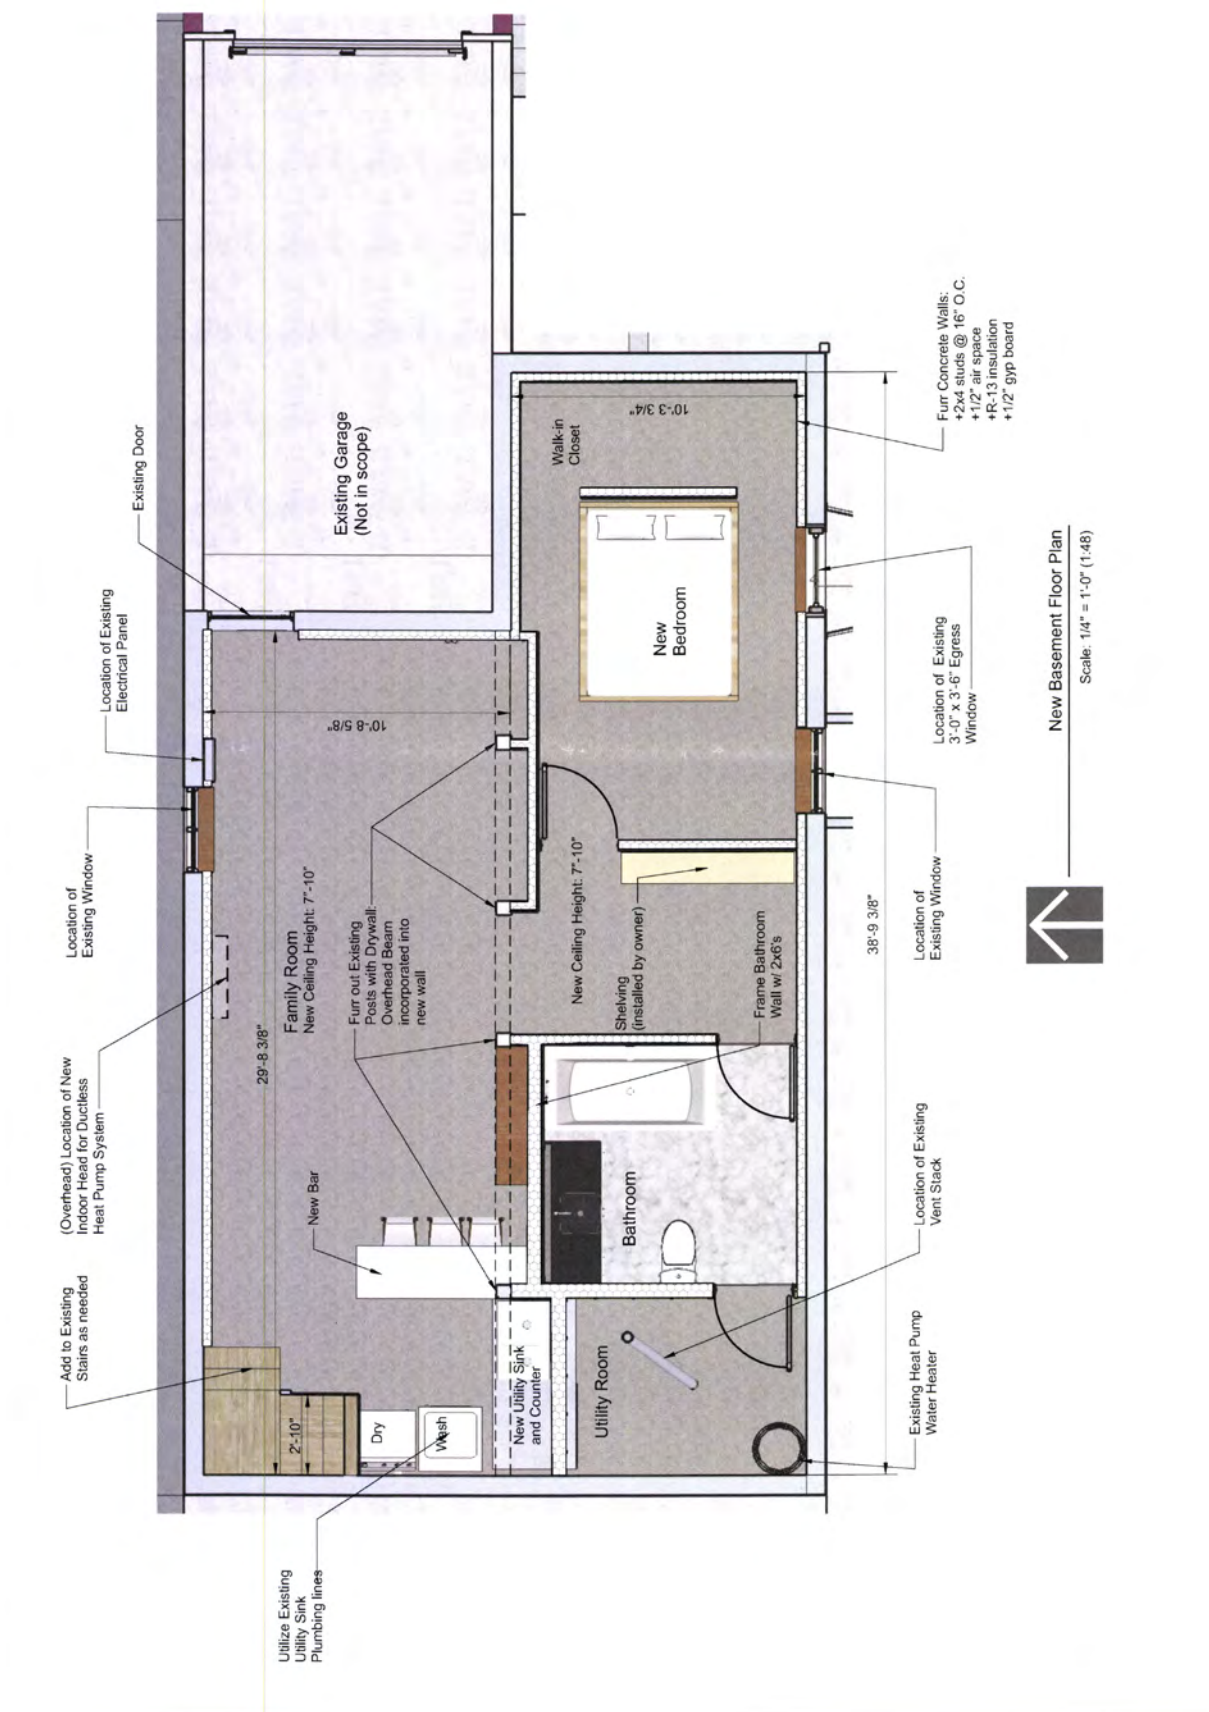 Utilize Existing
Utility Sink
Plumbing lines
Add to Existing
Stairs as needed
(Overhead) Location of New
Indoor Head for Ductless
Heat Pump System
Location of
Existing Window
Location of Existing
Electrical Panel
Existing Door
29'-8 3/8"
Family Room
New Ceiling Height: 7'-10"
10'-8 5/8"
Existing Garage
(Not in scope)
2'-10"
Dry
Wash
New Bar
Furr out Existing
Posts with Drywall:
Overhead Beam
incorporated into
new wall
New Utility Sink
and Counter
Utility Room
Bathroom
New Ceiling Height: 7'-10"
Shelving
(installed by owner)
Frame Bathroom
Wall w/ 2x6's
New
Bedroom
Walk-in
Closet
10'-3 3/4"
38'-9 3/8"
Existing Heat Pump
Water Heater
Location of Existing
Vent Stack
Location of
Existing Window
Location of Existing
3'-0" x 3'-6" Egress
Window
Furr Concrete Walls:
+2x4 studs @ 16" O.C.
+1/2" air space
+R-13 insulation
+1/2" gyp board
New Basement Floor Plan
Scale: 1/4" = 1'-0" (1:48)